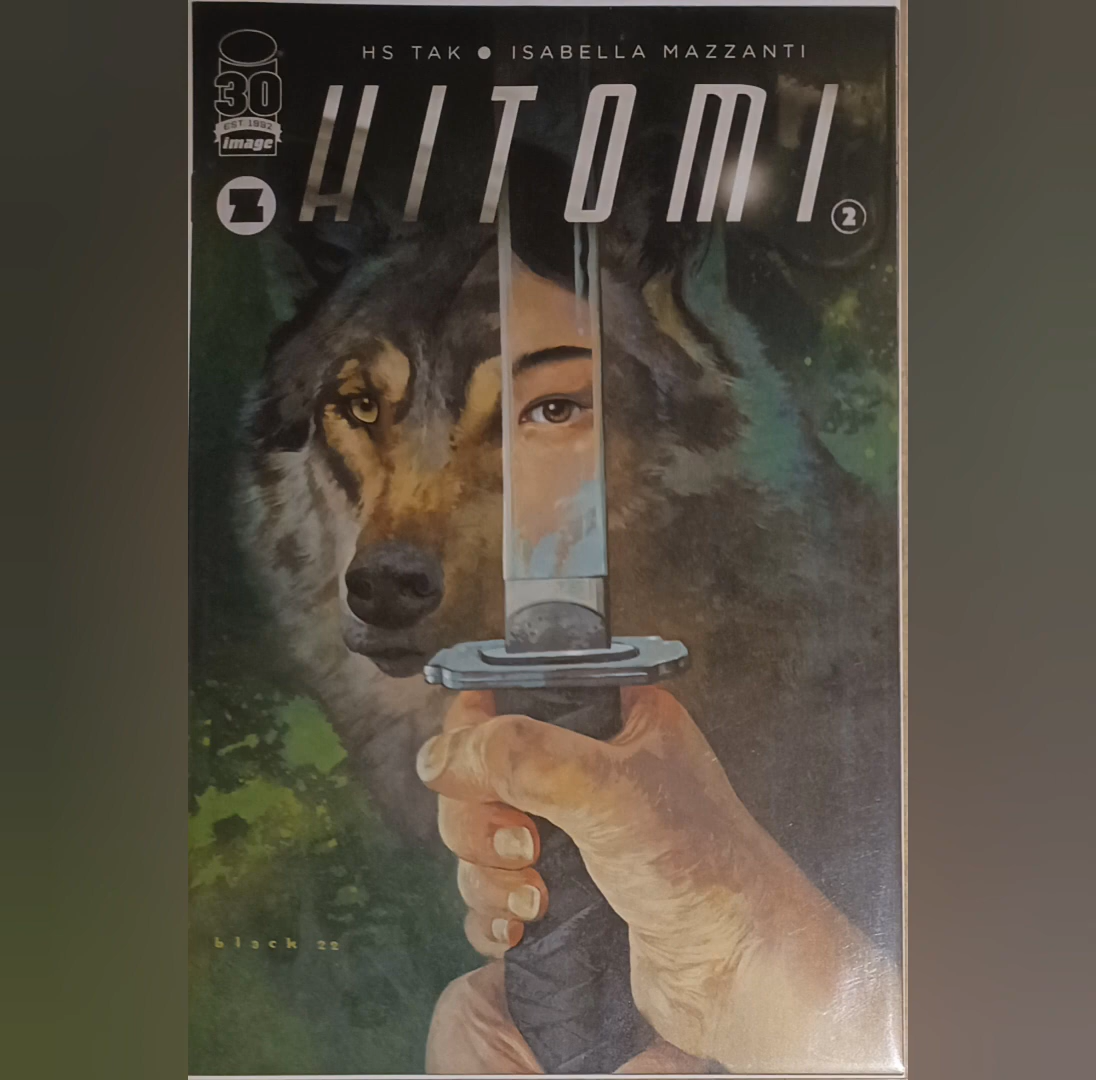 HS TAK ● ISABELLA MAZZANTI
30
EST 1992
image
HITOMI
2
black 22